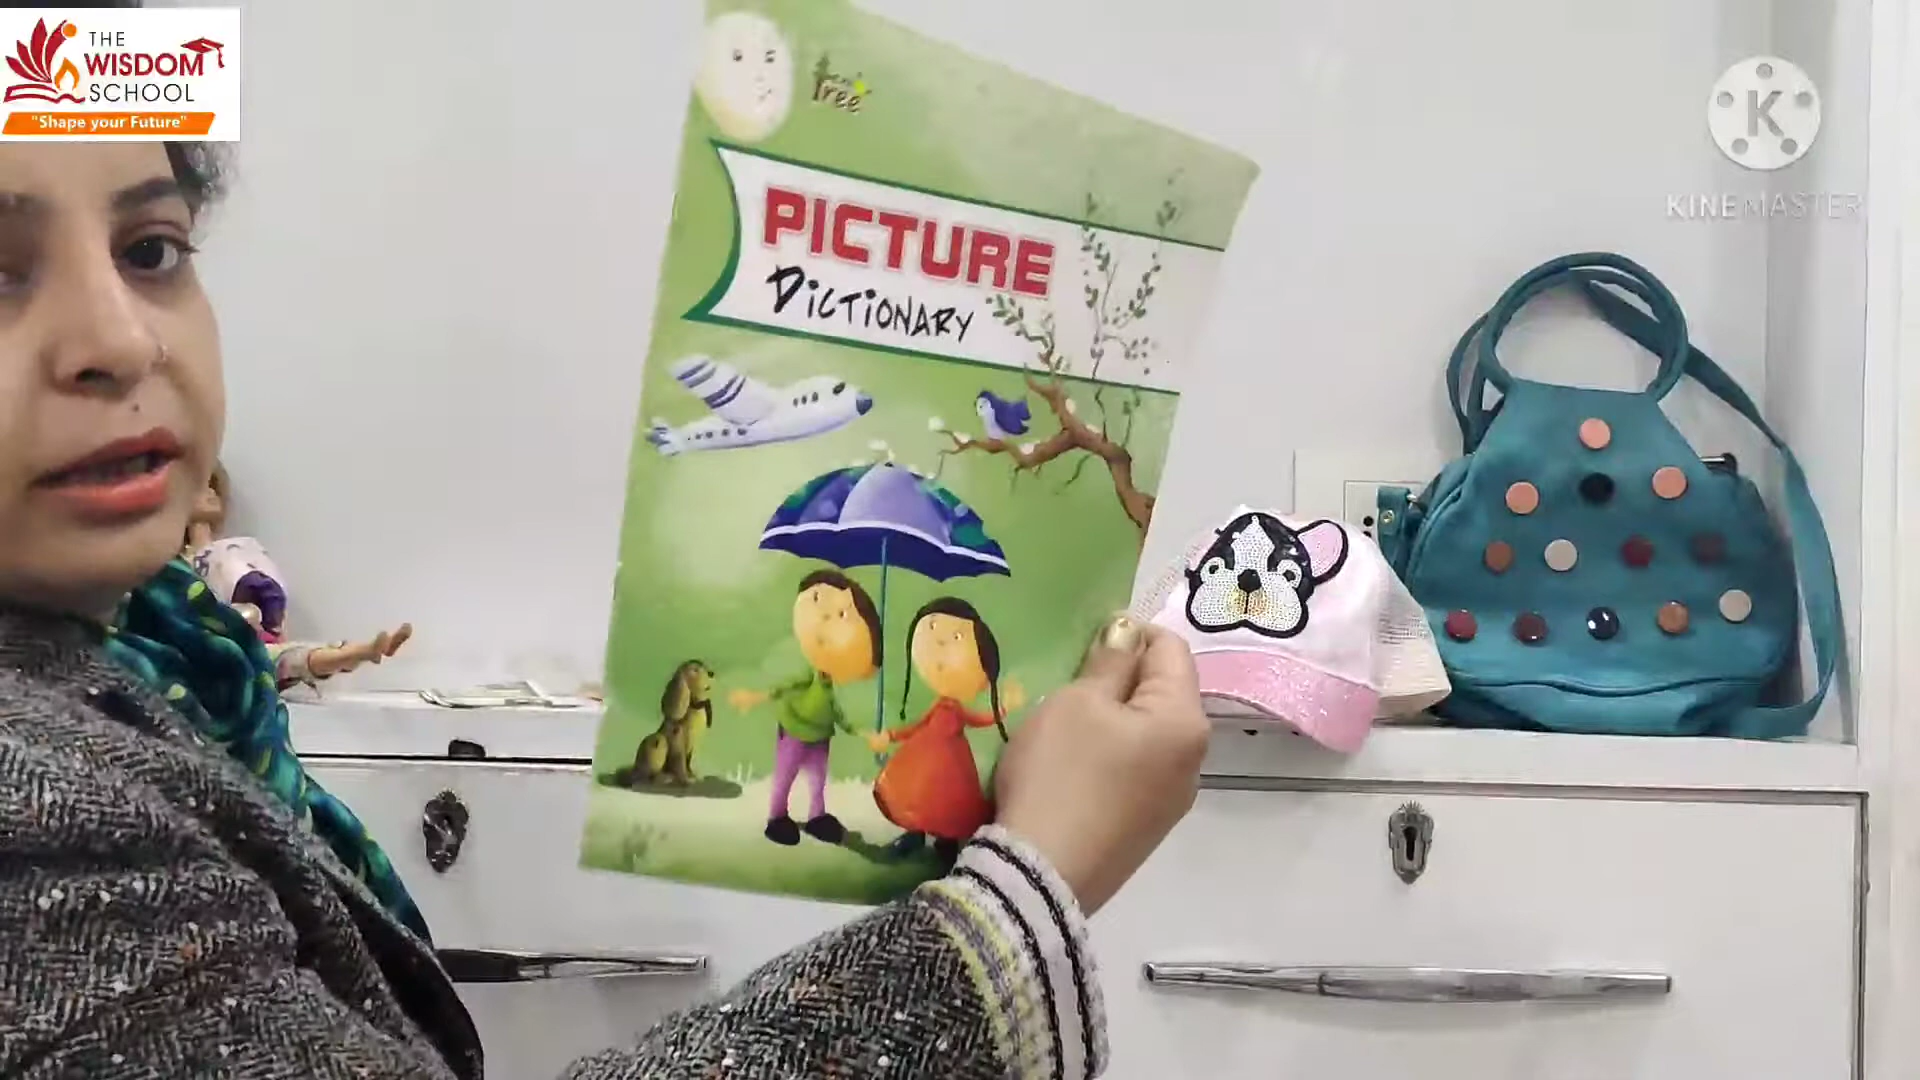 THE
WISDOM
SCHOOL
"Shape your Future"
Tree
PICTURE
DICTIONARY
K
KINEMASTER